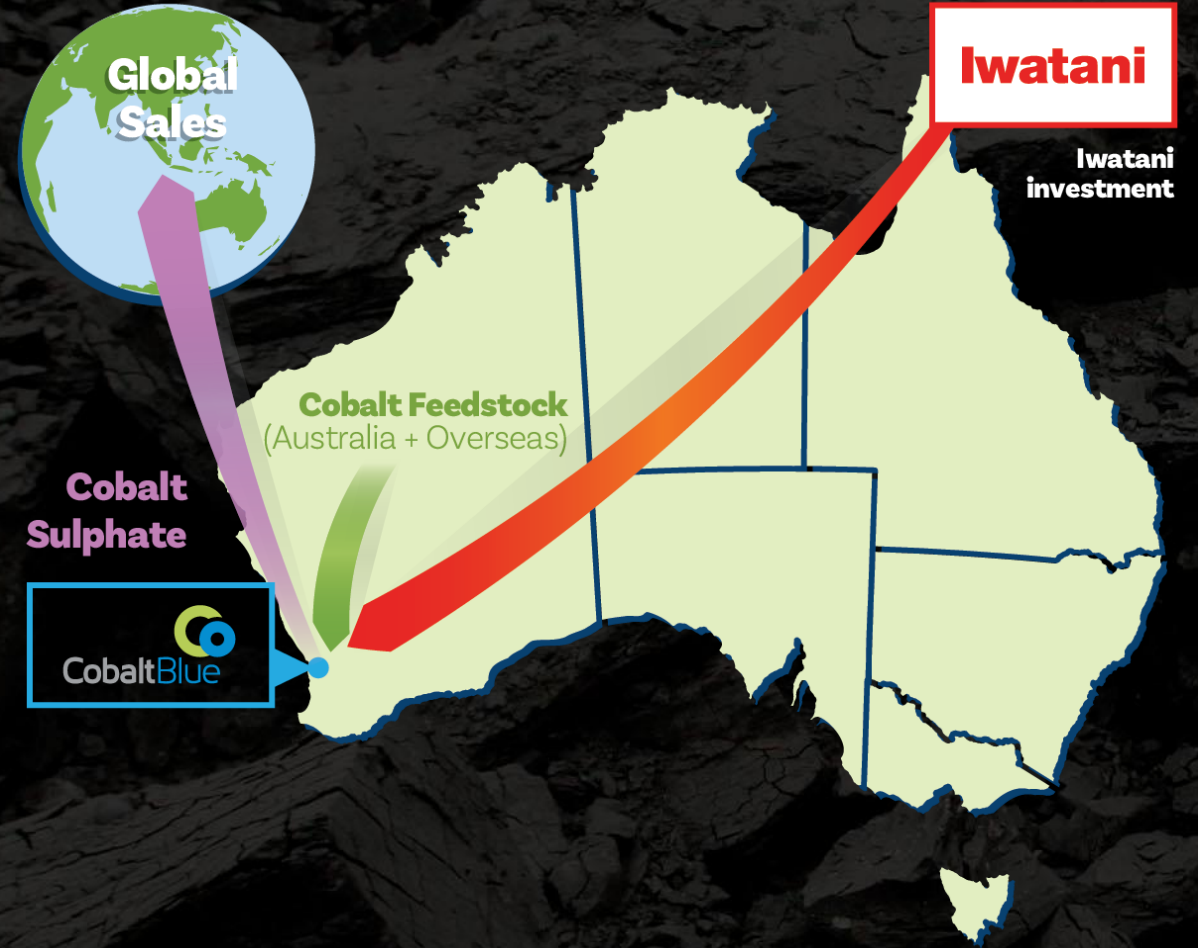 Global
Sales
Iwatani
Iwatani
investment
Cobalt Feedstock
(Australia + Overseas)
Cobalt
Sulphate
CobaltBlue